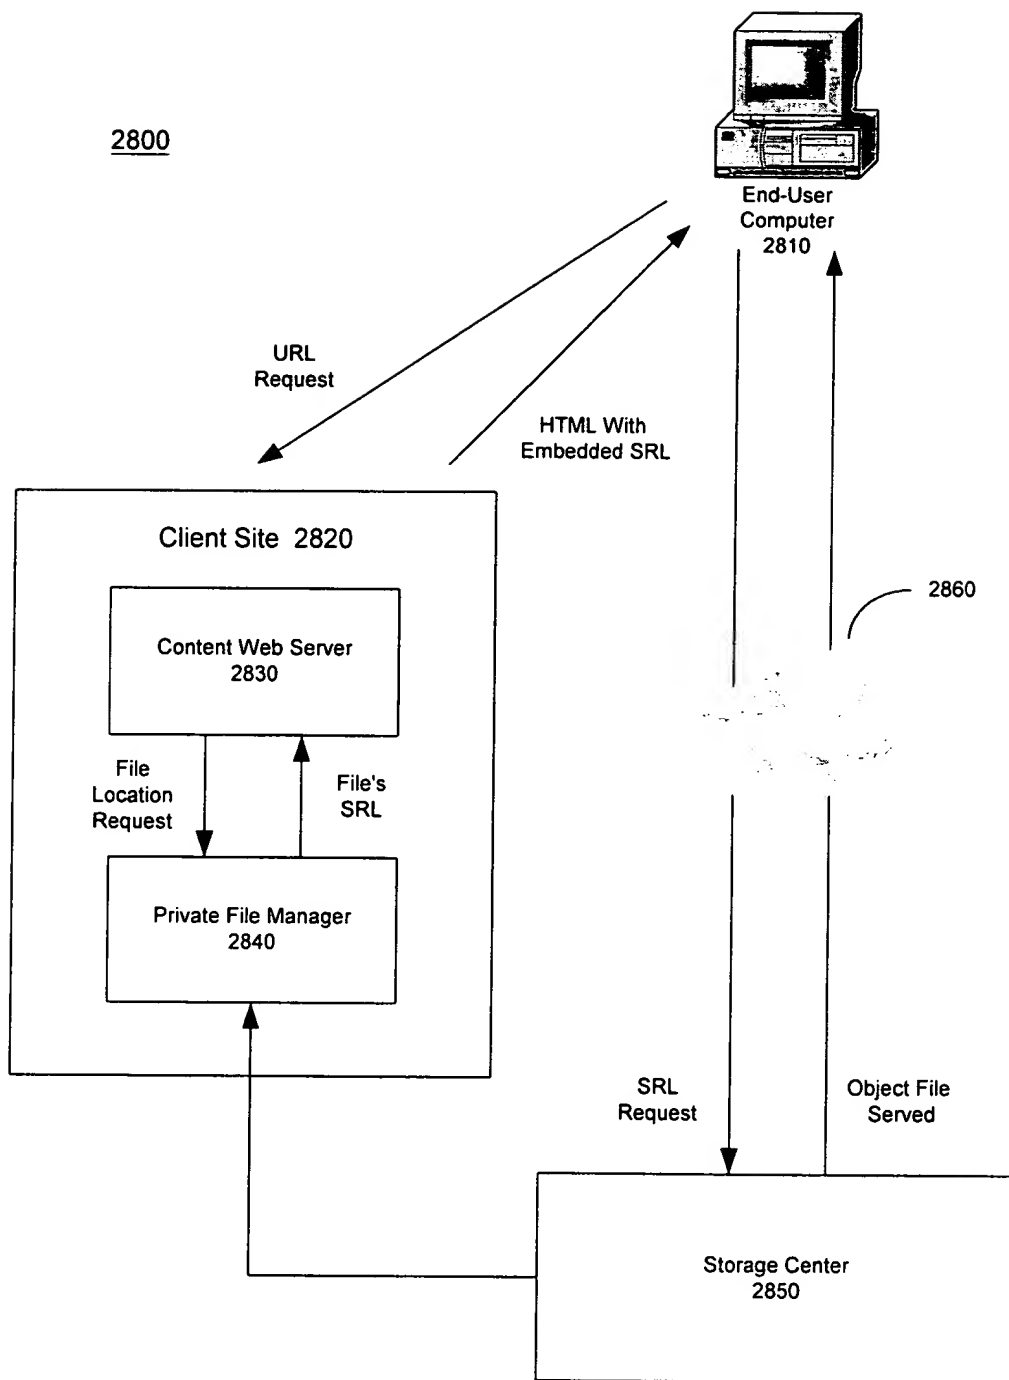 2800
End-User
Computer
2810
URL
Request
HTML With
Embedded SRL
Client Site 2820
2860
Content Web Server
2830
File
Location
Request
File's
SRL
Private File Manager
2840
SRL
Request
Object File
Served
Storage Center
2850